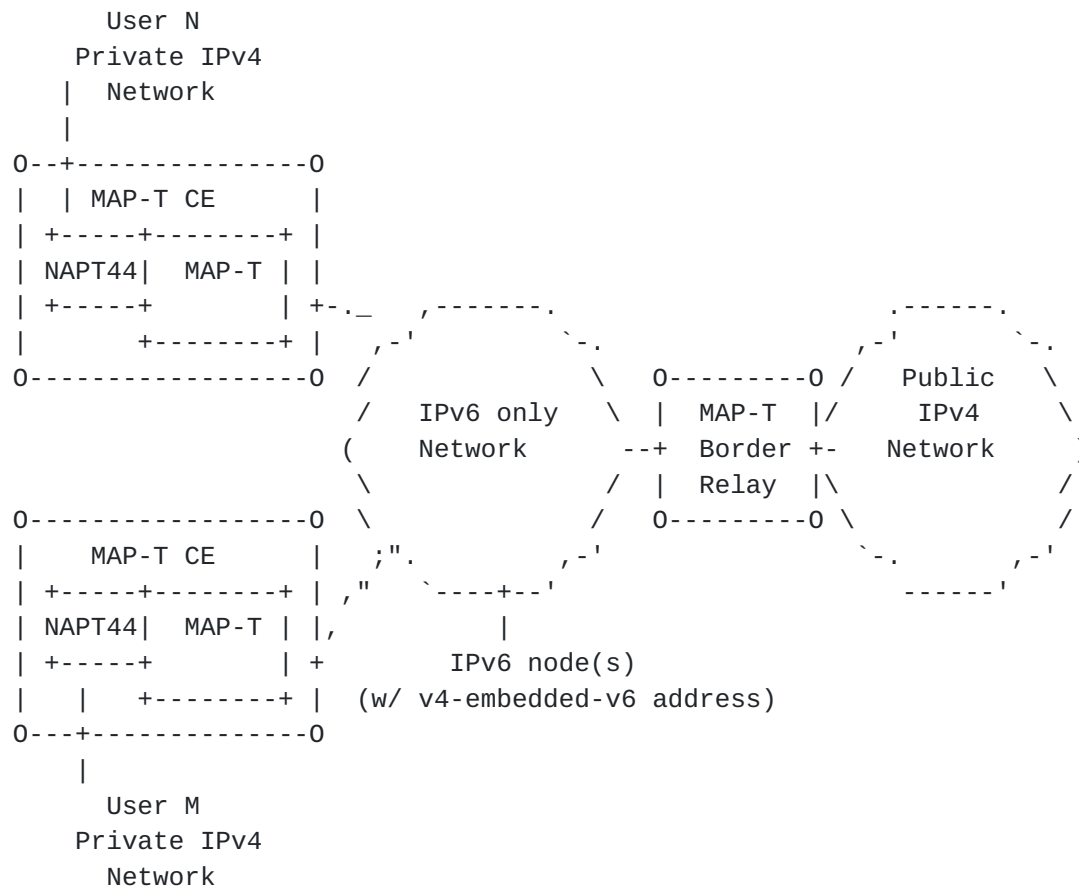 User N
Private IPv4
Network
MAP-T CE
NAPT44 MAP-T
Public
IPv6 only MAP-T IPv4
Network Border Network
Relay
MAP-T CE
NAPT44 MAP-T
IPv6 node(s)
(w/ v4-embedded-v6 address)
User M
Private IPv4
Network